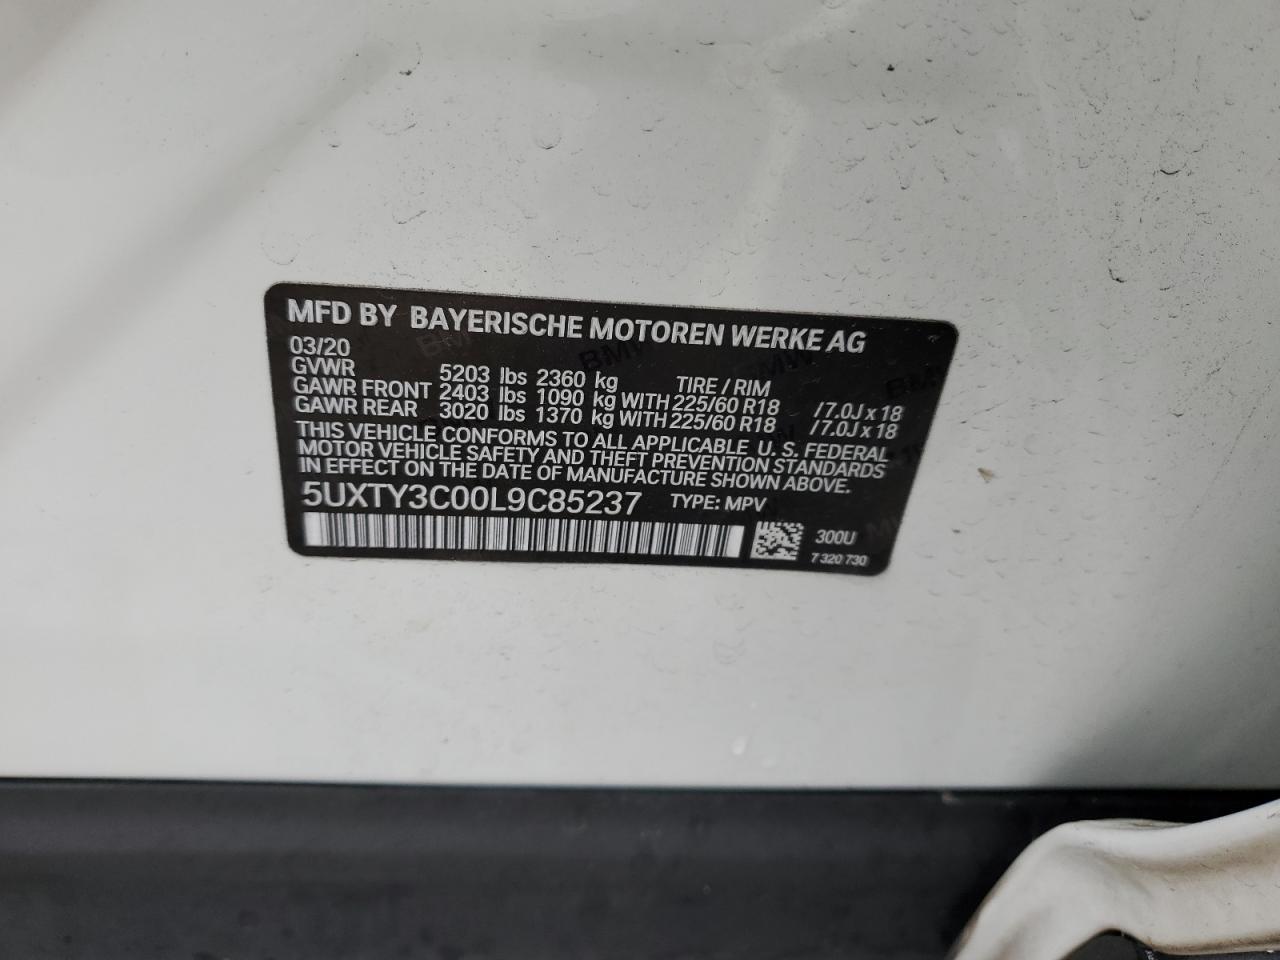 MFD BY BAYERISCHE MOTOREN WERKE AG
03/20
GVWR 5203 lbs 2360 kg TIRE / RIM
GAWR FRONT 2403 lbs 1090 kg WITH 225/60 R18 /7.0J x 18
GAWR REAR 3020 lbs 1370 kg WITH 225/60 R18 /7.0J x 18
THIS VEHICLE CONFORMS TO ALL APPLICABLE U. S. FEDERAL
MOTOR VEHICLE SAFETY AND THEFT PREVENTION STANDARDS
IN EFFECT ON THE DATE OF MANUFACTURE SHOWN ABOVE.
5UXTY3C00L9C85237 TYPE: MPV
300U
7 320 730